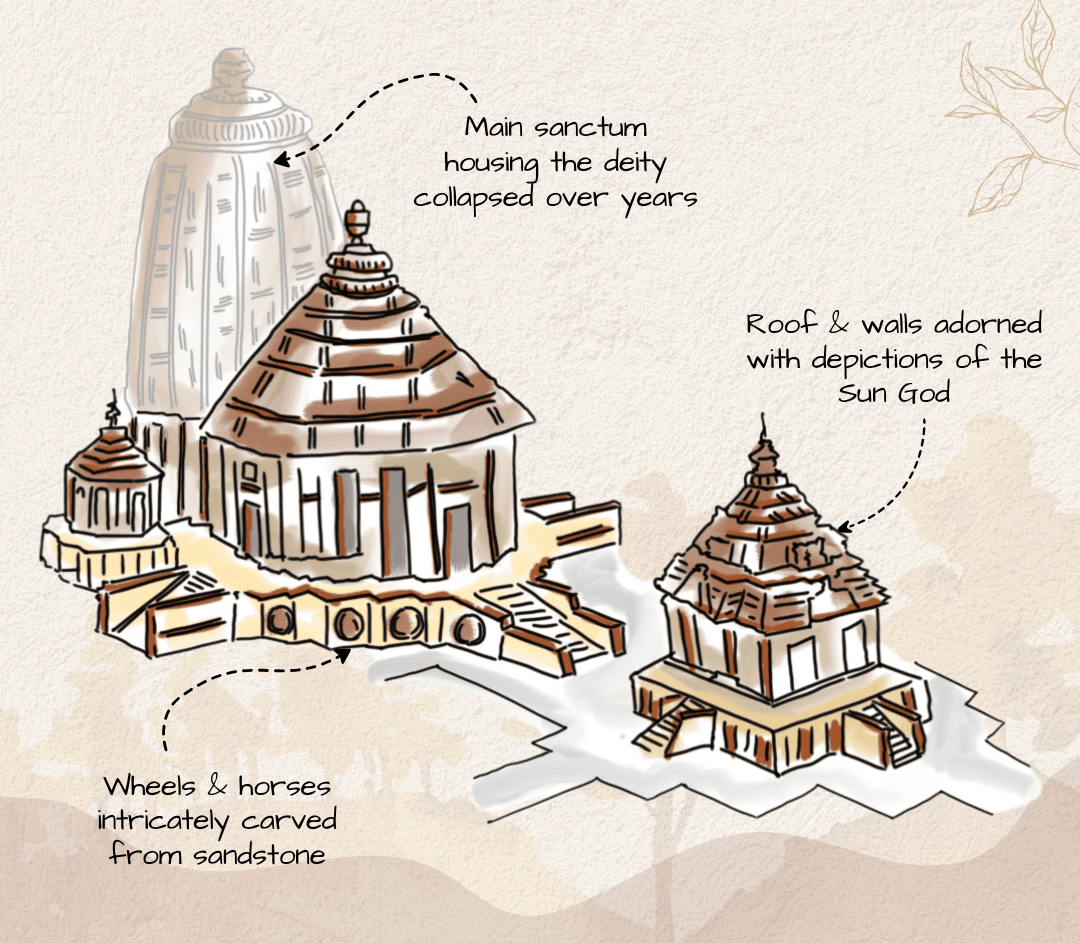 Main sanctum
housing the deity
collapsed over years
Roof & walls adorned
with depictions of the
Sun God
Wheels & horses
intricately carved
from sandstone